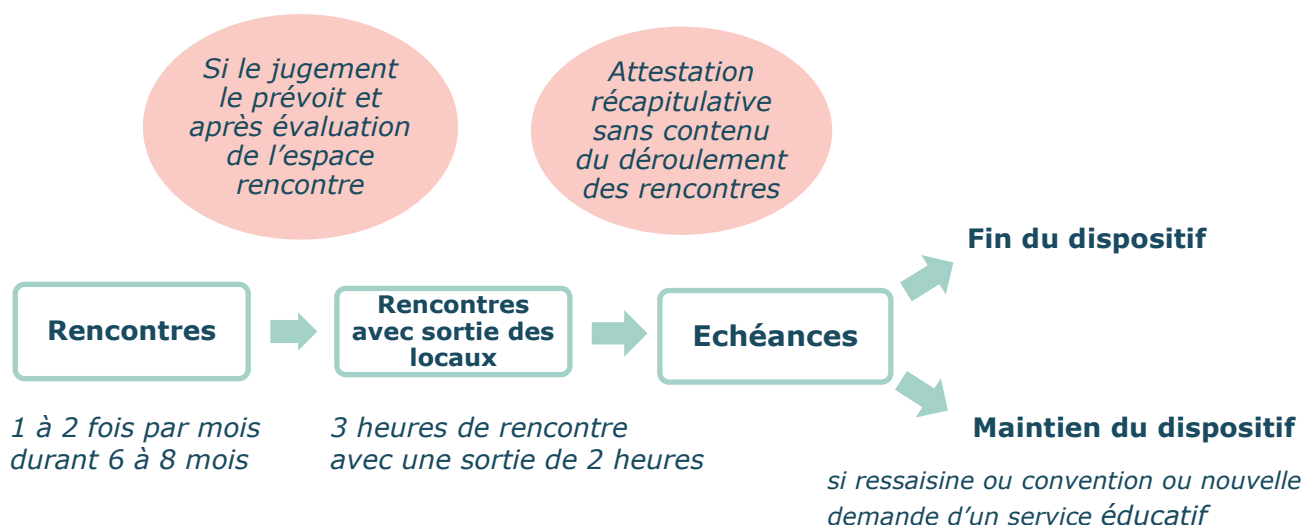 Si le jugement
le prévoit et
après évaluation
de l'espace
rencontre
Attestation
récapitulative
sans contenu
du déroulement
des rencontres
Fin du dispositif
Rencontres
Rencontres
avec sortie des
locaux
Echéances
1 à 2 fois par mois
durant 6 à 8 mois
3 heures de rencontre
avec une sortie de 2 heures
Maintien du dispositif
si ressaisine ou convention ou nouvelle
demande d'un service éducatif